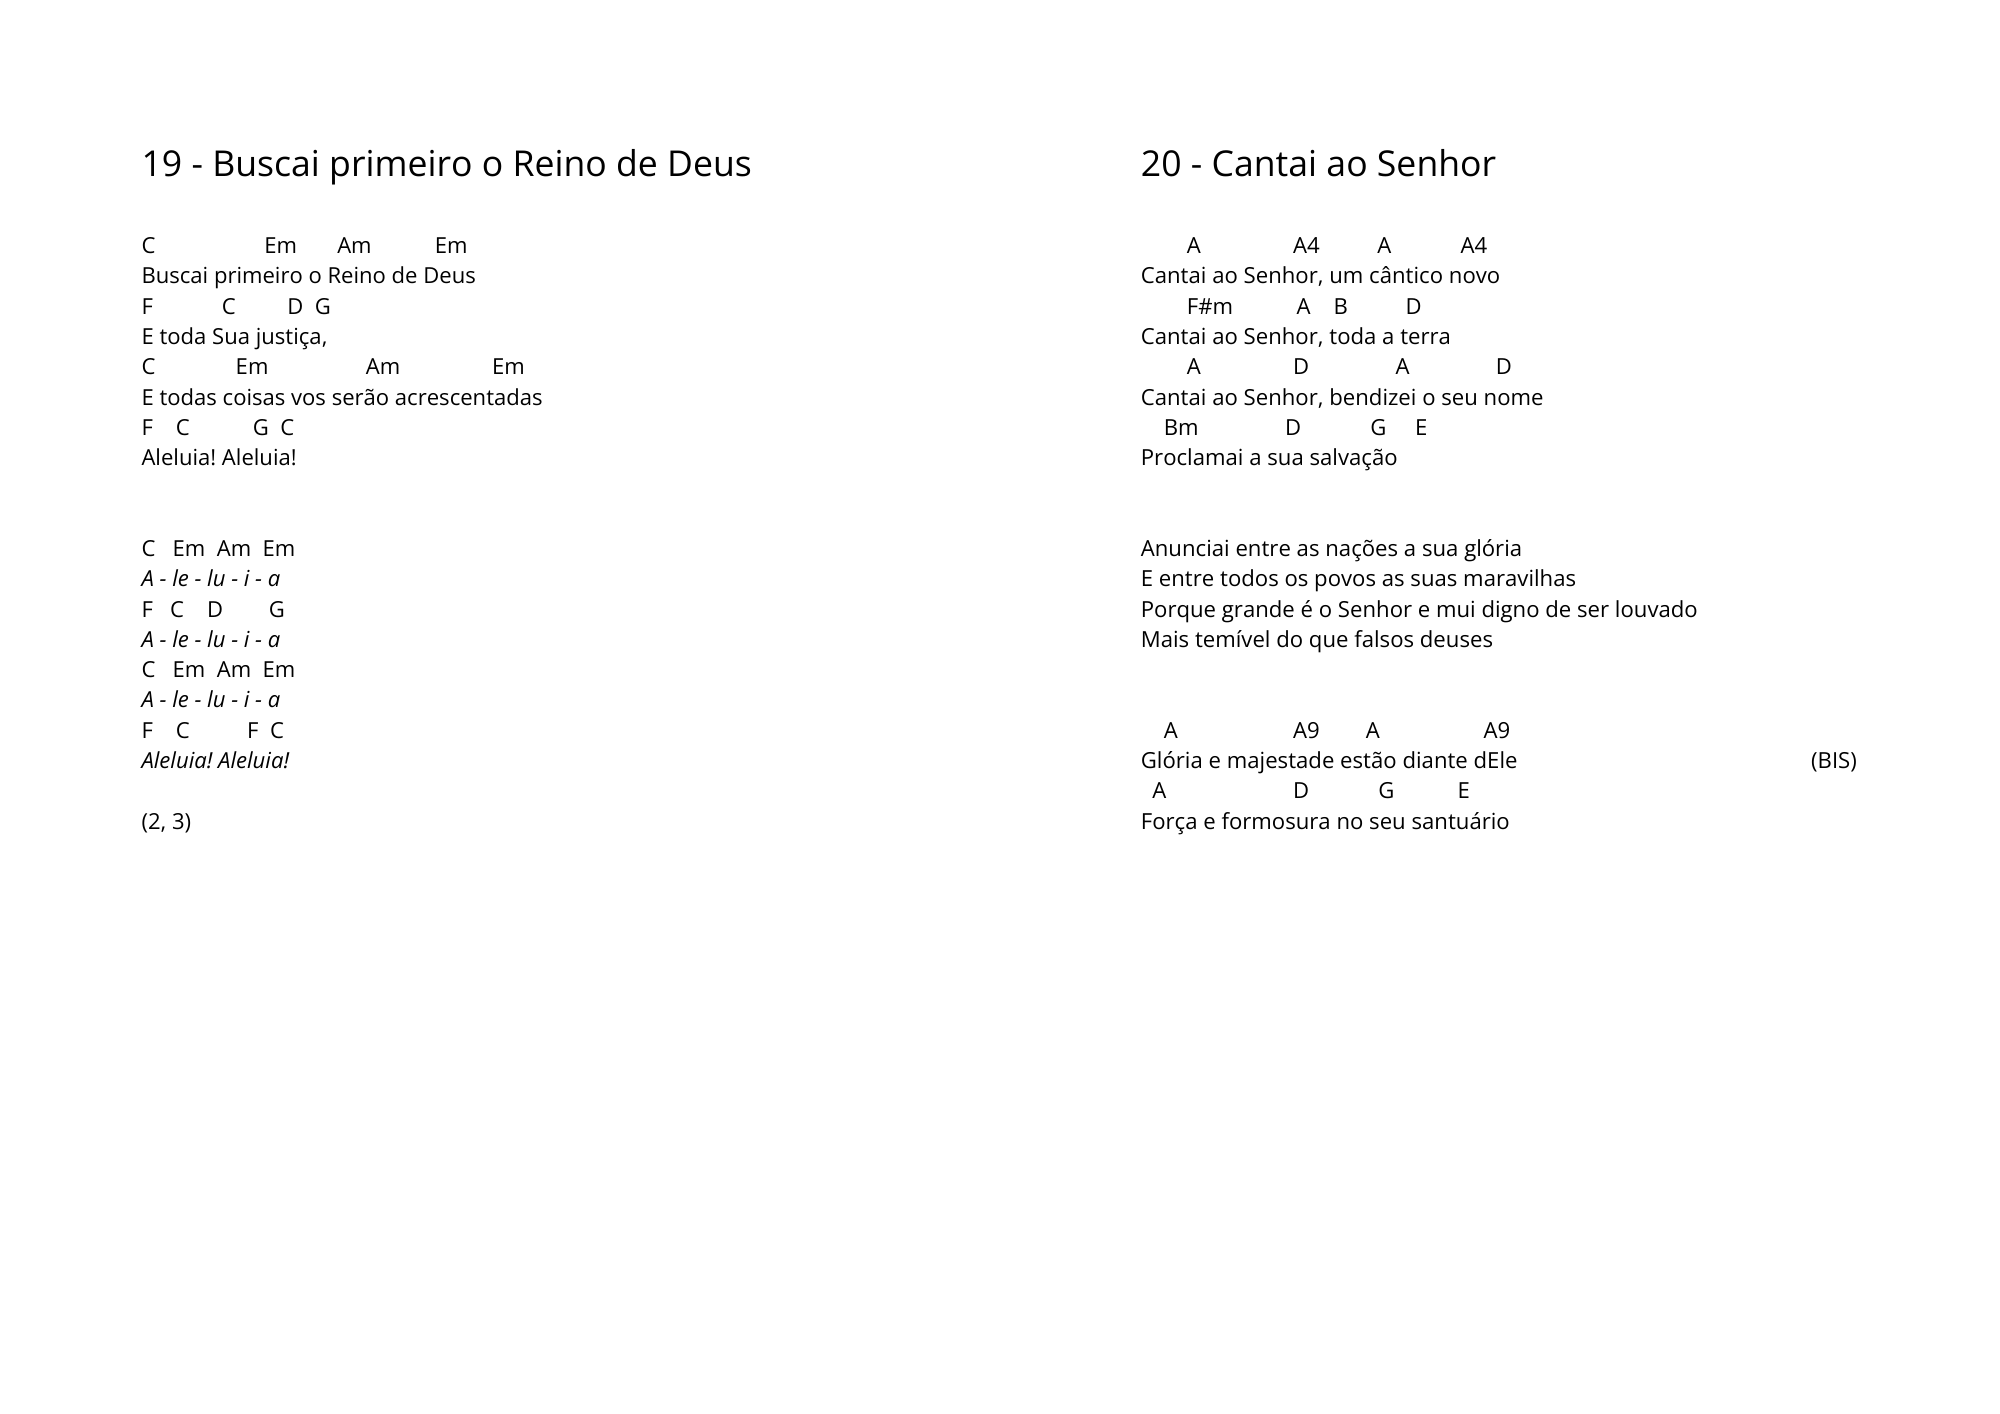 19 - Buscai primeiro o Reino de Deus
C Em Am Em
Buscai primeiro o Reino de Deus
F C D G
E toda Sua justiça,
C Em Am Em
E todas coisas vos serão acrescentadas
F C G C
Aleluia! Aleluia!
C Em Am Em
A - le - lu - i - a
F C D G
A - le - lu - i - a
C Em Am Em
A - le - lu - i - a
F C F C
Aleluia! Aleluia!
(2, 3)
20 - Cantai ao Senhor
A A4 A A4
Cantai ao Senhor, um cântico novo
F#m A B D
Cantai ao Senhor, toda a terra
A D A D
Cantai ao Senhor, bendizei o seu nome
Bm D G E
Proclamai a sua salvação
Anunciai entre as nações a sua glória
E entre todos os povos as suas maravilhas
Porque grande é o Senhor e mui digno de ser louvado
Mais temível do que falsos deuses
A A9 A A9
Glória e majestade estão diante dEle (BIS)
A D G E
Força e formosura no seu santuário